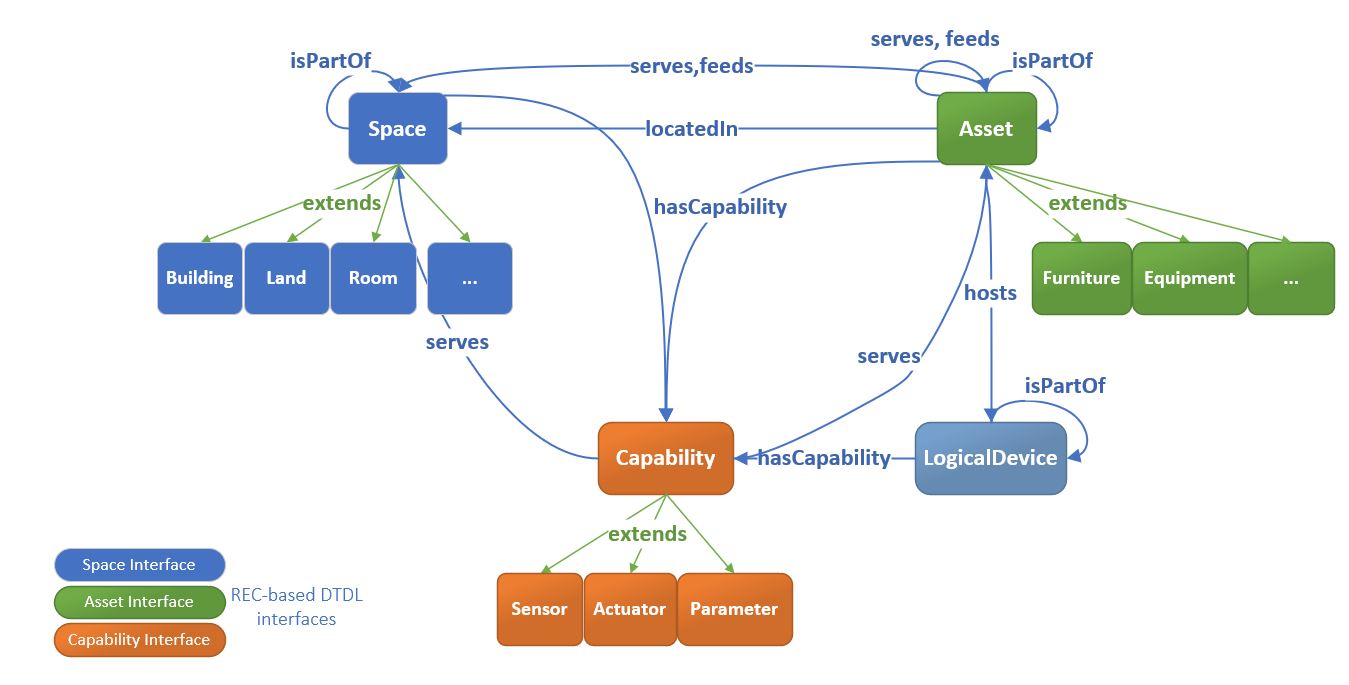 serves, feeds
isPartOf
isPartOf
serves,feeds
Space
locatedIn
Asset
extends
hasCapability
extends
Building
Land
Room
...
hosts
Furniture
Equipment
...
serves
serves
isPartOf
Capability
hasCapability
LogicalDevice
extends
Space Interface
Asset Interface
Capability Interface
REC-based DTDL
interfaces
Sensor
Actuator
Parameter